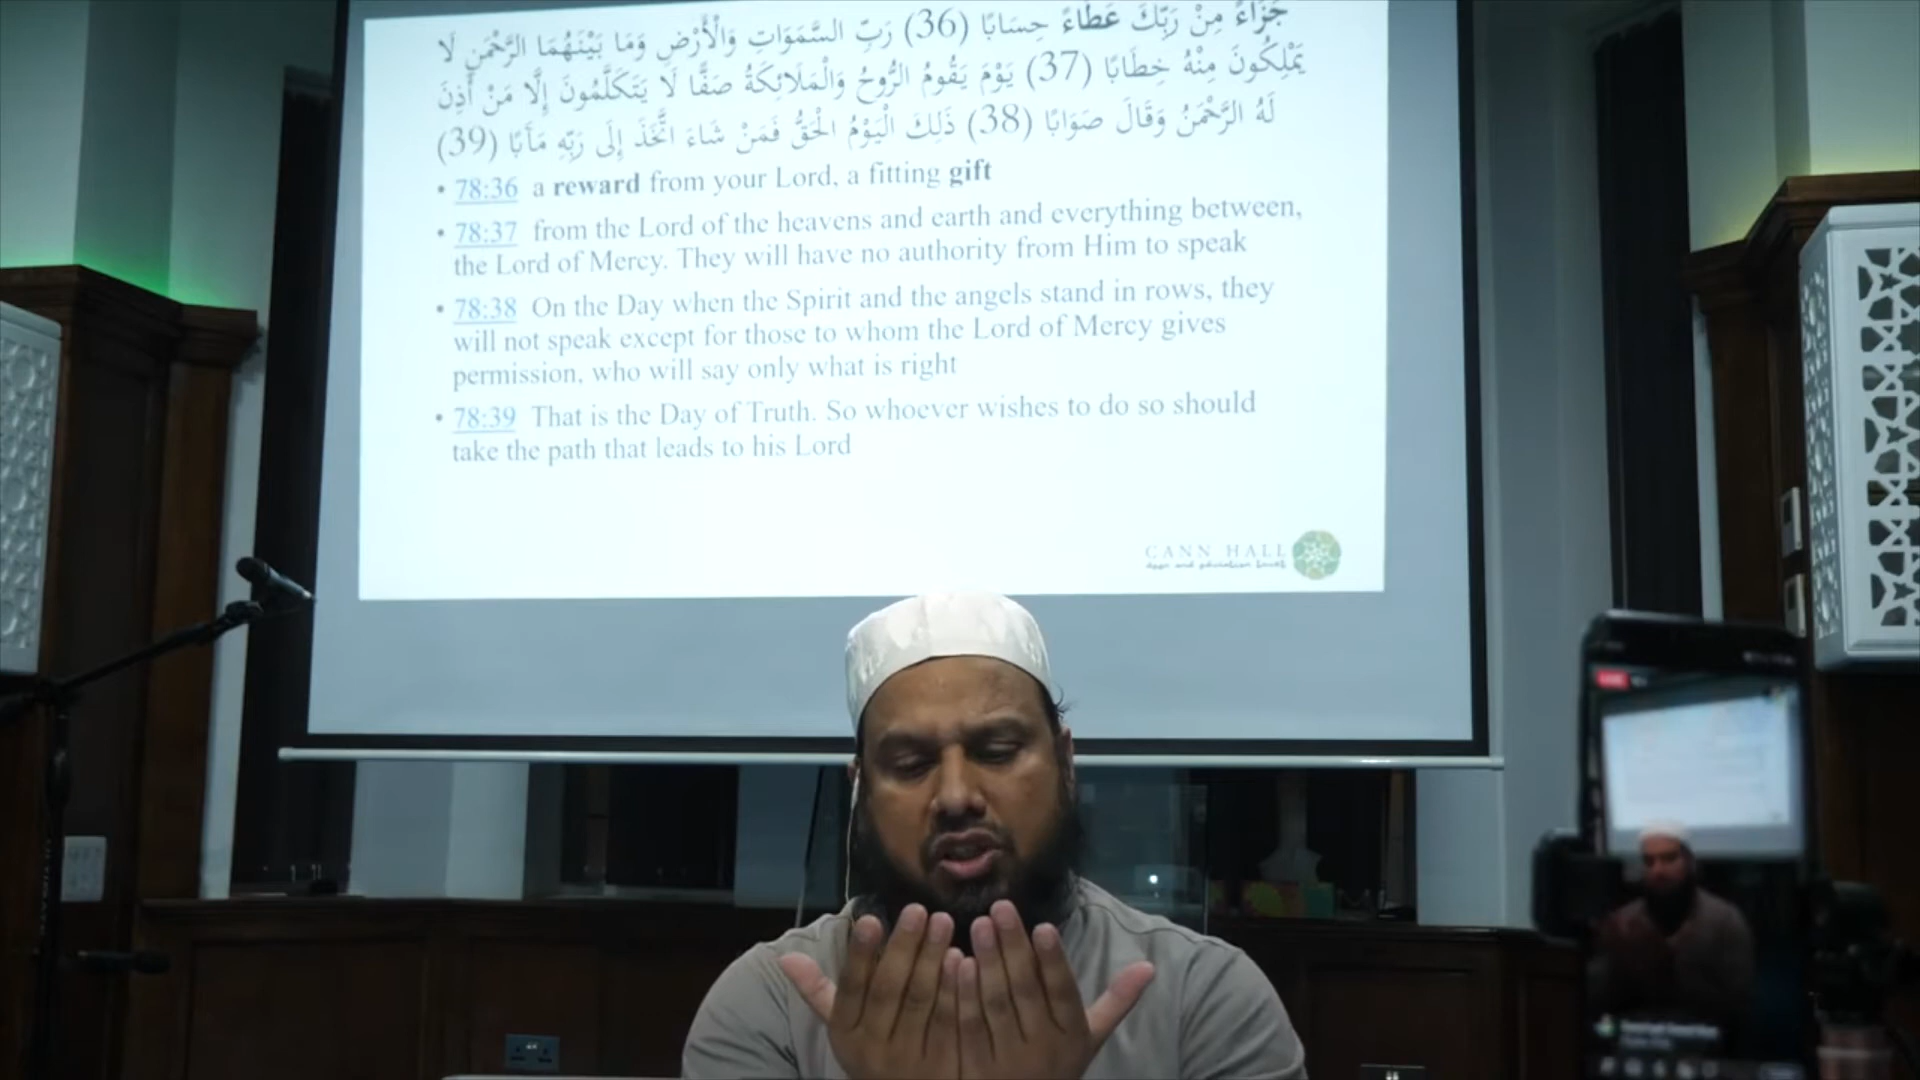 جَزَاءً مِنْ رَبِّكَ عَطَاءً حِسَابًا (36) رَبِّ السَّمَوَاتِ وَالْأَرْضِ وَمَا بَيْنَهُمَا الرَّحْمَنِ لَا
يَمْلِكُونَ مِنْهُ خِطَابًا (37) يَوْمَ يَقُومُ الرُّوحُ وَالْمَلَائِكَةُ صَفًّا لَا يَتَكَلَّمُونَ إِلَّا مَنْ أَذِنَ
لَهُ الرَّحْمَنُ وَقَالَ صَوَابًا (38) ذَلِكَ الْيَوْمُ الْحَقُّ فَمَنْ شَاءَ اتَّخَذَ إِلَى رَبِّهِ مَآبًا (39)
• 78:36 a reward from your Lord, a fitting gift
• 78:37 from the Lord of the heavens and earth and everything between,
the Lord of Mercy. They will have no authority from Him to speak
• 78:38 On the Day when the Spirit and the angels stand in rows, they
will not speak except for those to whom the Lord of Mercy gives
permission, who will say only what is right
• 78:39 That is the Day of Truth. So whoever wishes to do so should
take the path that leads to his Lord
CANN HALL
deen and education trust